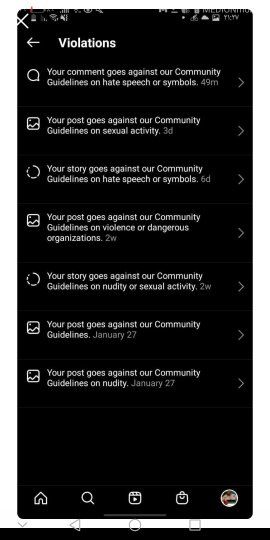 Violations
Your comment goes against our Community
Guidelines on hate speech or symbols. 49m
Your post goes against our Community
Guidelines on sexual activity. 3d
Your story goes against our Community
Guidelines on hate speech or symbols. 6d
Your post goes against our Community
Guidelines on violence or dangerous
organizations. 2w
Your story goes against our Community
Guidelines on nudity or sexual activity. 2w
Your post goes against our Community
Guidelines. January 27
Your post goes against our Community
Guidelines on nudity. January 27